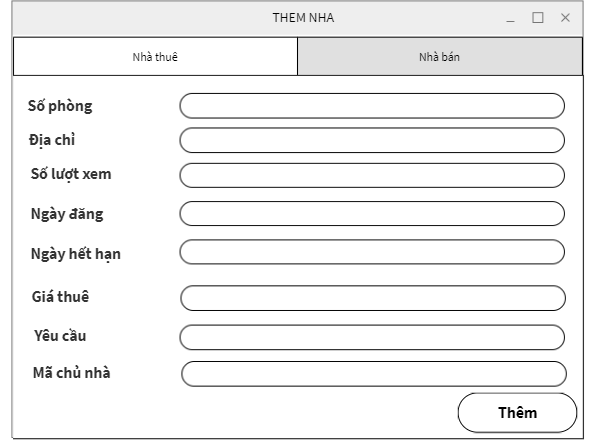 THEM NHA
Nhà thuê
Nhà bán
Số phòng
Địa chỉ
Số lượt xem
Ngày đăng
Ngày hết hạn
Giá thuê
Yêu cầu
Mã chủ nhà
Thêm